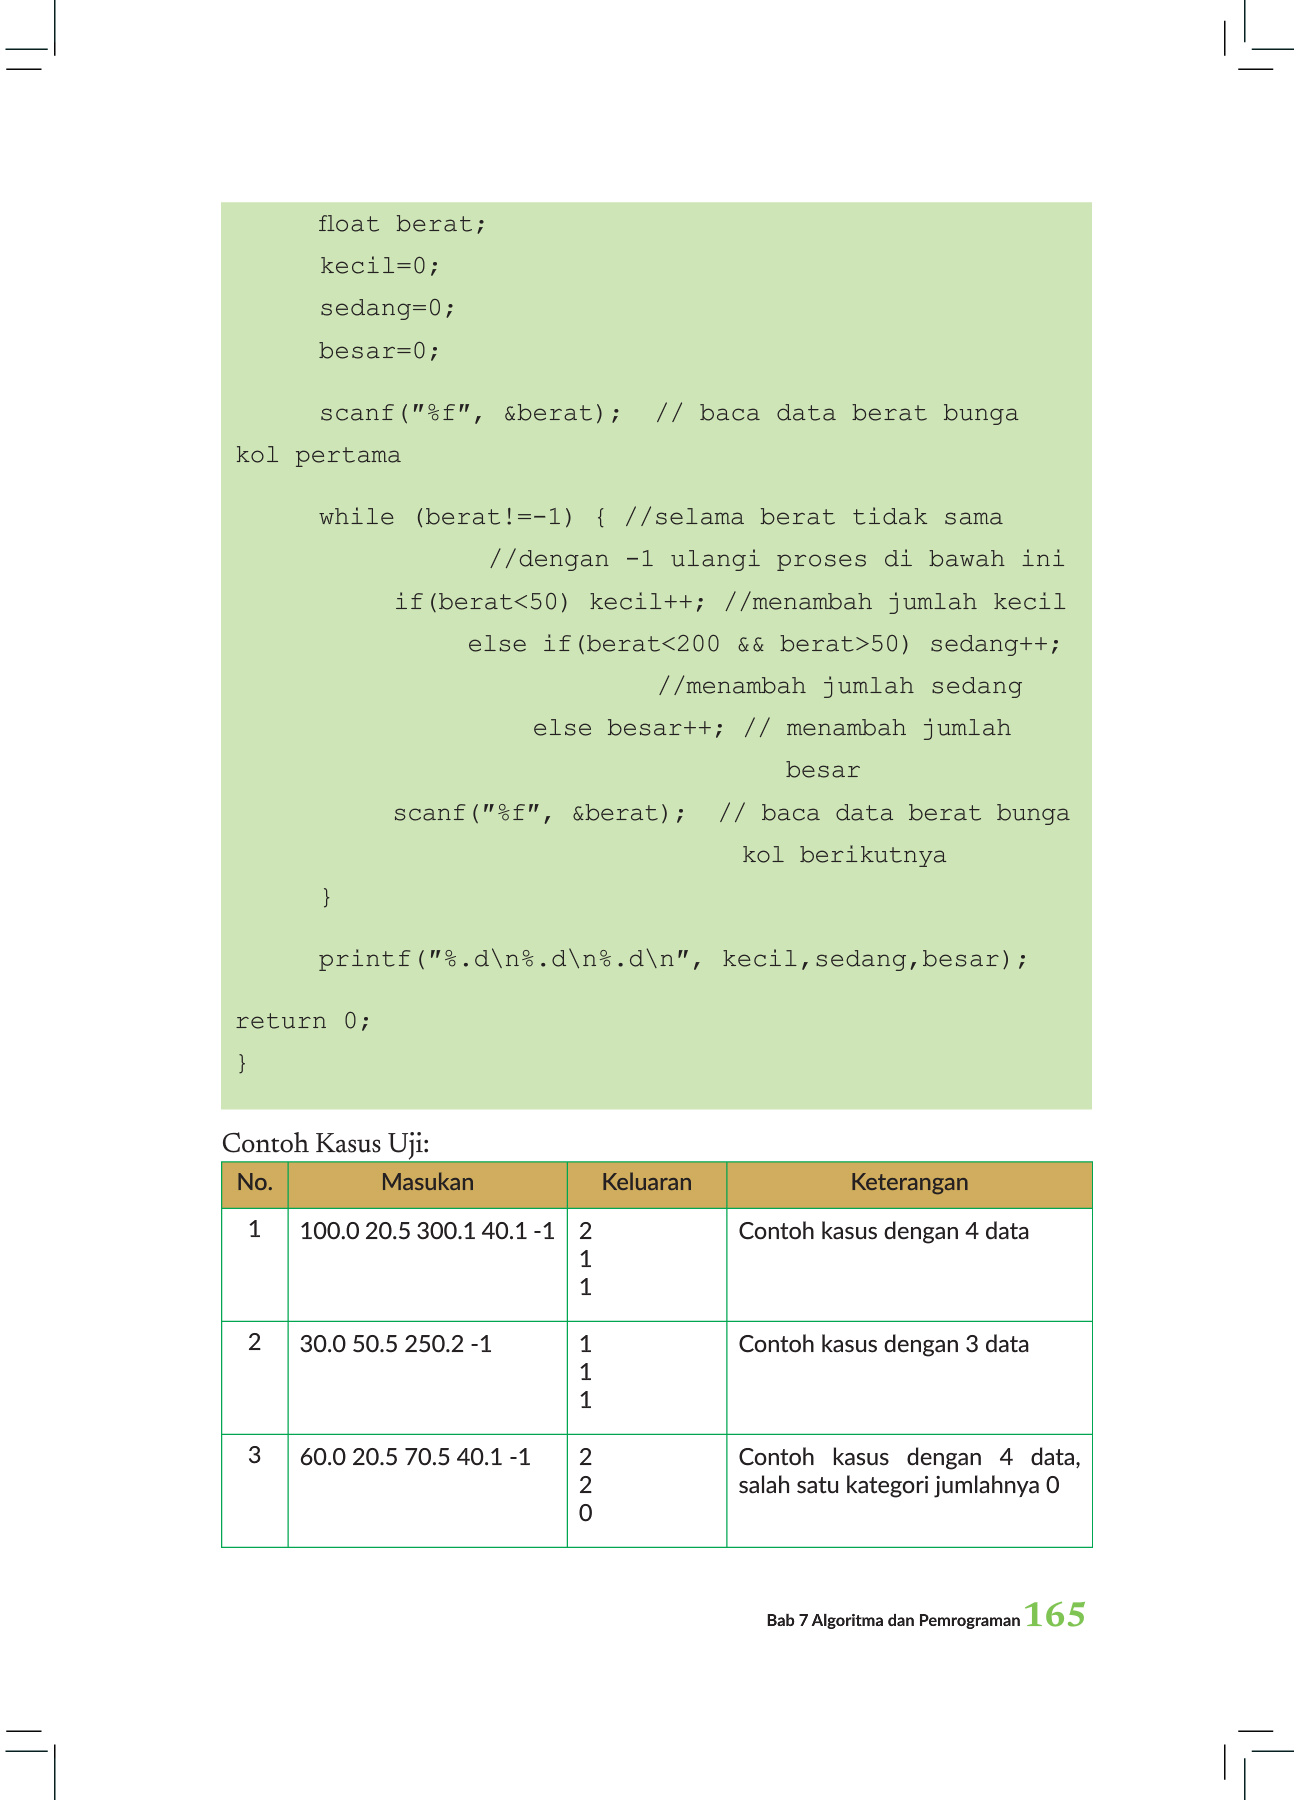 float berat;
kecil=0;
sedang=0;
besar=0;
scanf("%f", &berat);  // baca data berat bunga
kol pertama
while (berat!=-1) { //selama berat tidak sama
//dengan -1 ulangi proses di bawah ini
if(berat<50) kecil++; //menambah jumlah kecil
else if(berat<200 && berat>50) sedang++;
//menambah jumlah sedang
else besar++; // menambah jumlah
besar
scanf("%f", &berat);  // baca data berat bunga
kol berikutnya
}
printf("%.d\n%.d\n%.d\n", kecil,sedang,besar);
return 0;
}
Contoh Kasus Uji:
No. Masukan Keluaran Keterangan
1 100.0 20.5 300.1 40.1 -1 2 Contoh kasus dengan 4 data
1
1
2 30.0 50.5 250.2 -1 1 Contoh kasus dengan 3 data
1
1
3 60.0 20.5 70.5 40.1 -1 2 Contoh kasus dengan 4 data,
2 salah satu kategori jumlahnya 0
0
Bab 7 Algoritma dan Pemrograman 165